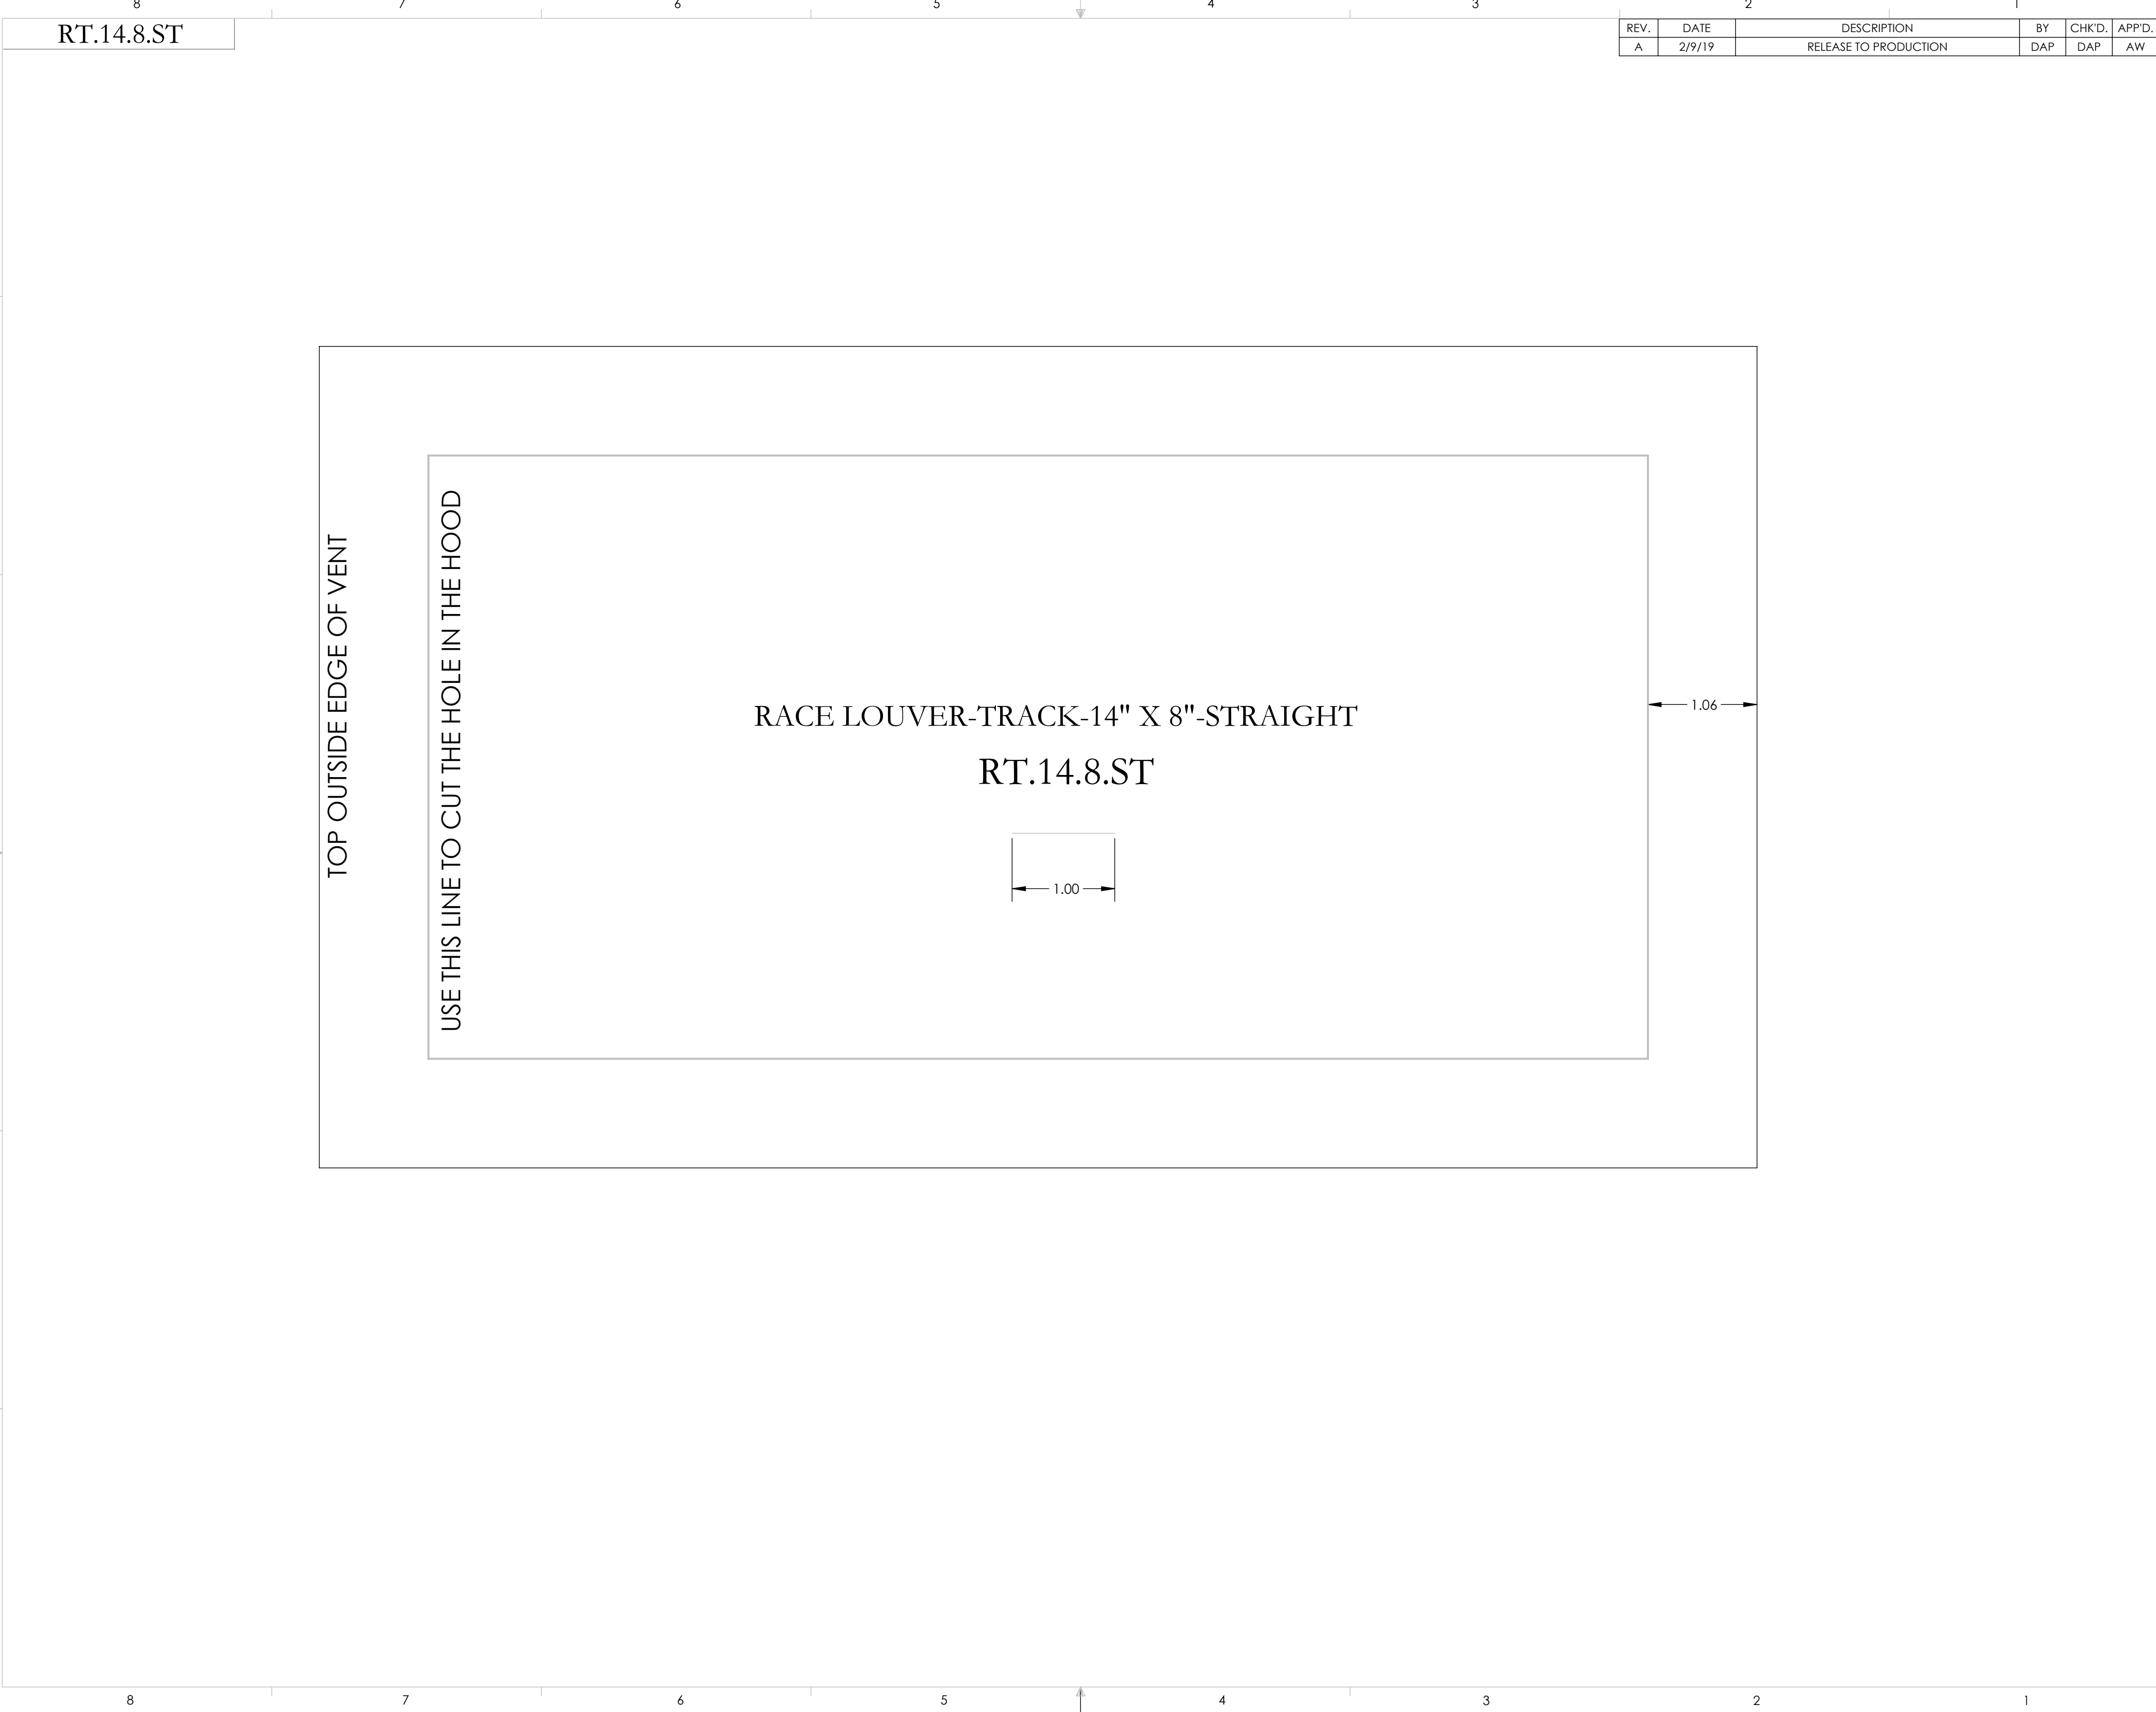 8 7 6 5 4 3 2 1
RT.14.8.ST
REV. DATE DESCRIPTION BY CHK'D. APP'D.
A 2/9/19 RELEASE TO PRODUCTION DAP DAP AW
TOP OUTSIDE EDGE OF VENT
USE THIS LINE TO CUT THE HOLE IN THE HOOD
RACE LOUVER-TRACK-14" X 8"-STRAIGHT
RT.14.8.ST
1.06
1.00
8 7 6 5 4 3 2 1